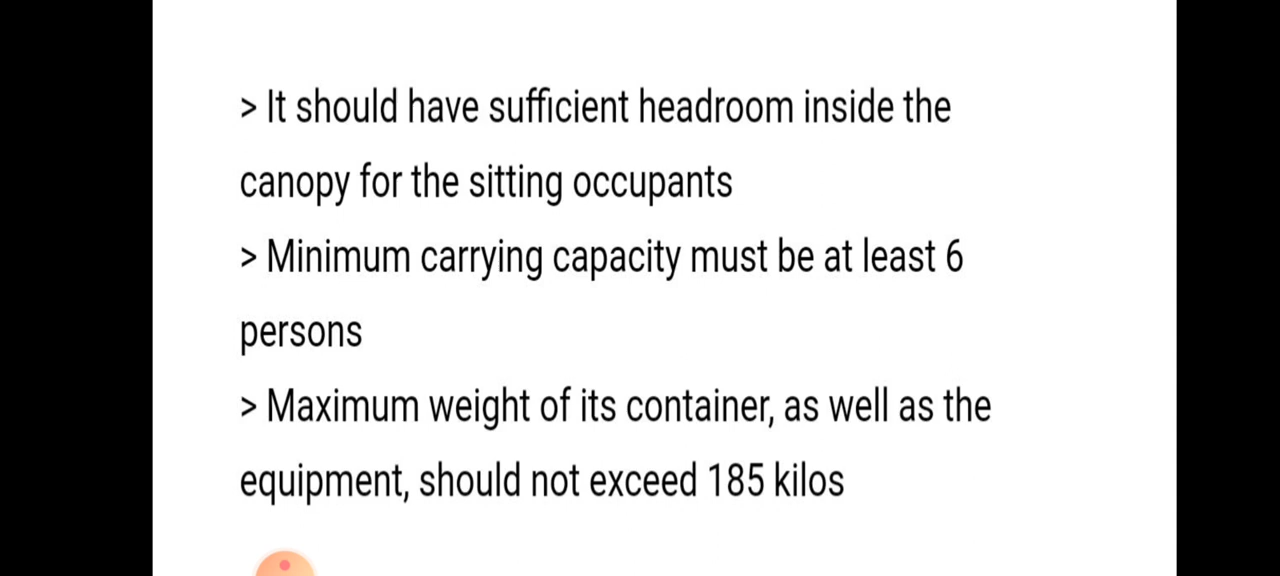 > It should have sufficient headroom inside the
canopy for the sitting occupants
> Minimum carrying capacity must be at least 6
persons
> Maximum weight of its container, as well as the
equipment, should not exceed 185 kilos